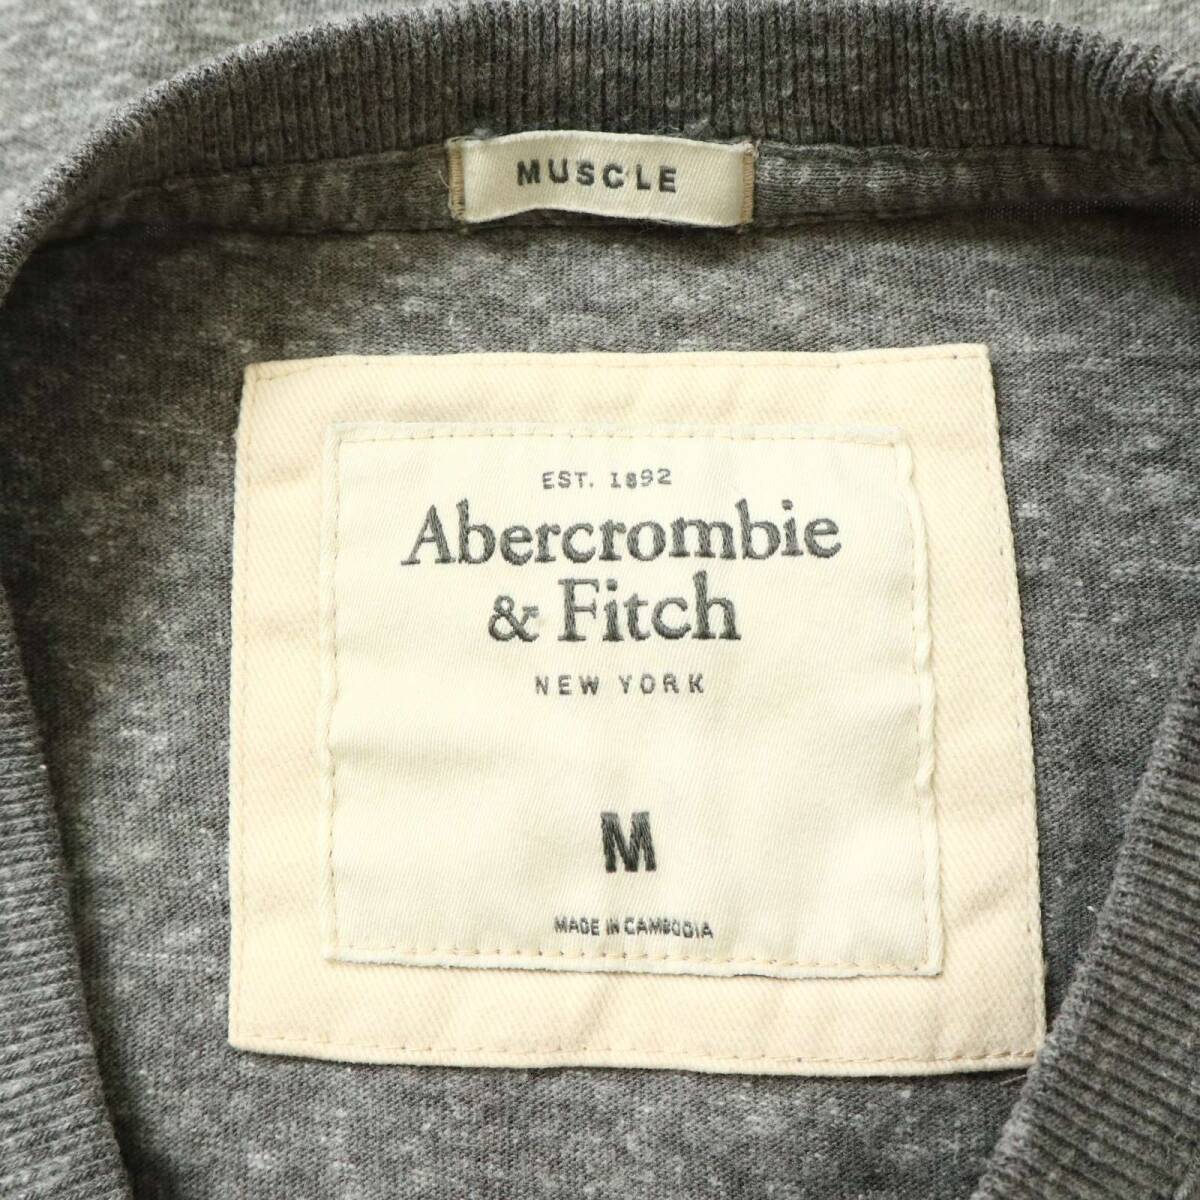 MUSCLE
EST. 1892
Abercrombie
& Fitch
NEW YORK
M
MADE IN CAMBODIA